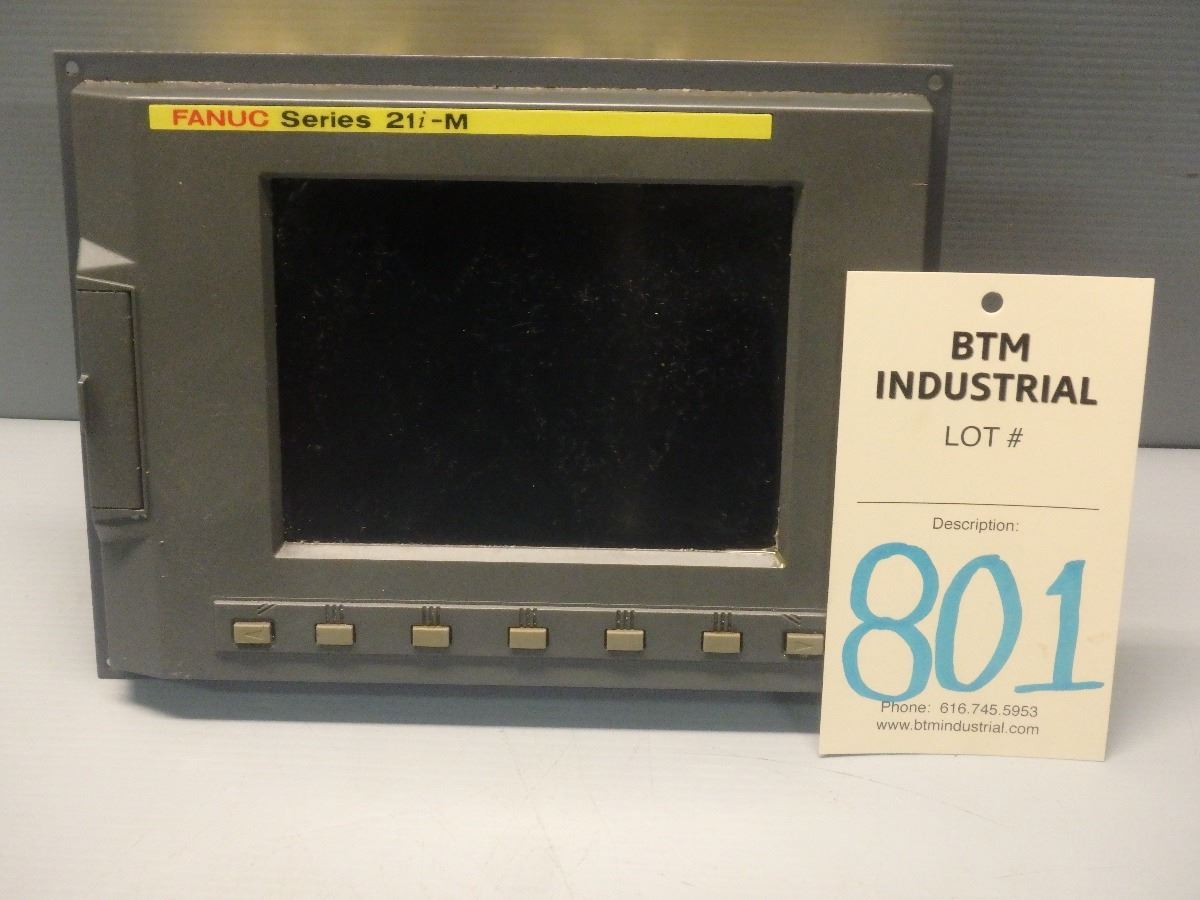 FANUC Series 21i-M
BTM
INDUSTRIAL
LOT #
Description:
801
Phone: 616.745.5953
www.btmindustrial.com